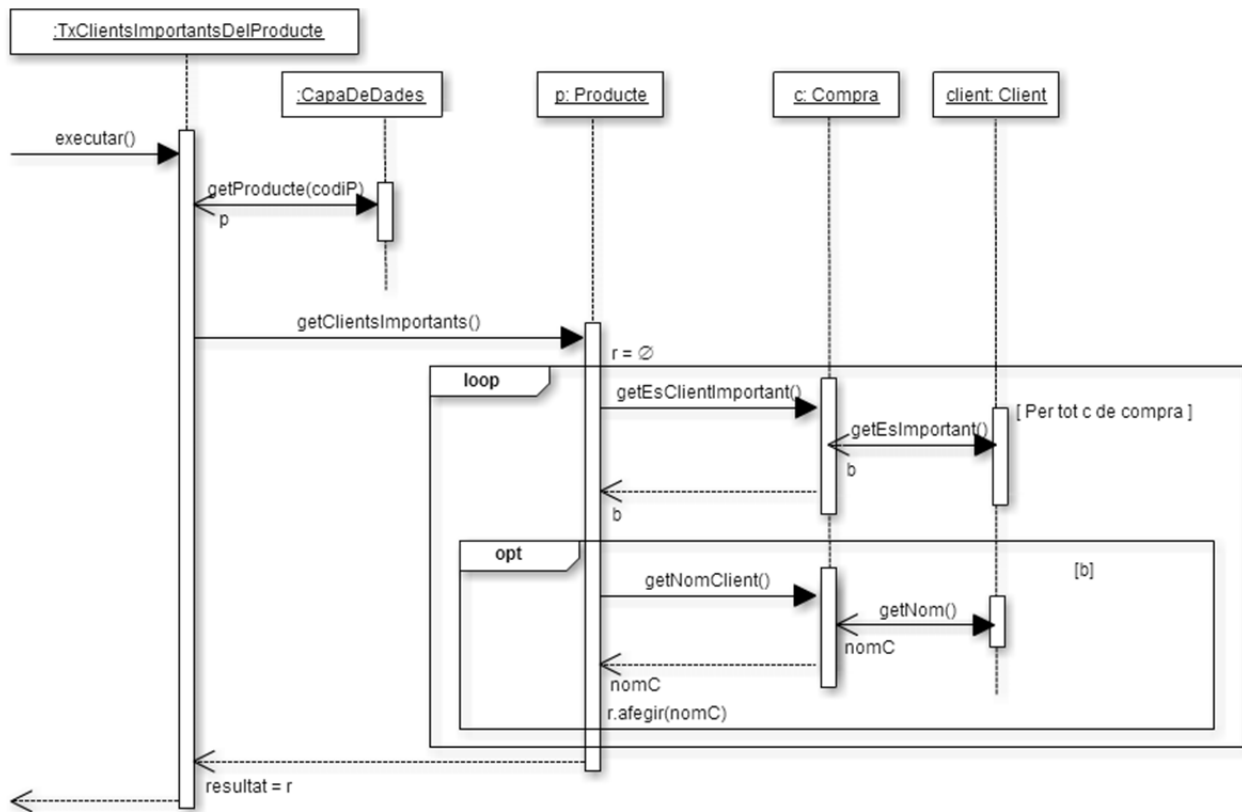 :TxClientsImportantsDelProducte
:CapaDeDades
p: Producte
c: Compra
client: Client
executar()
getProducte(codiP)
p
getClientsImportants()
r = ∅
loop
getEsClientImportant()
[ Per tot c de compra ]
getEsImportant()
b
b
opt
[b]
getNomClient()
getNom()
nomC
nomC
r.afegir(nomC)
resultat = r